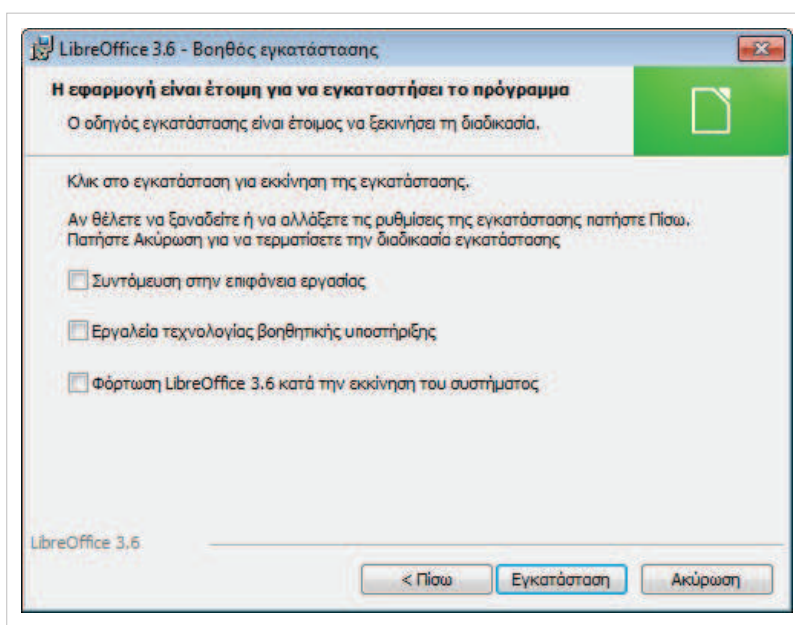 LibreOffice 3.6 - Βοηθός εγκατάστασης
Η εφαρμογή είναι έτοιμη για να εγκαταστήσει το πρόγραμμα
Ο οδηγός εγκατάστασης είναι έτοιμος να ξεκινήσει τη διαδικασία.
Κλικ στο εγκατάσταση για εκκίνηση της εγκατάστασης.
Αν θέλετε να ξαναδείτε ή να αλλάξετε τις ρυθμίσεις της εγκατάστασης πατήστε Πίσω.
Πατήστε Ακύρωση για να τερματίσετε την διαδικασία εγκατάστασης
Συντόμευση στην επιφάνεια εργασίας
Εργαλεία τεχνολογίας βοηθητικής υποστήριξης
Φόρτωση LibreOffice 3.6 κατά την εκκίνηση του συστήματος
LibreOffice 3.6
< Πίσω Εγκατάσταση Ακύρωση